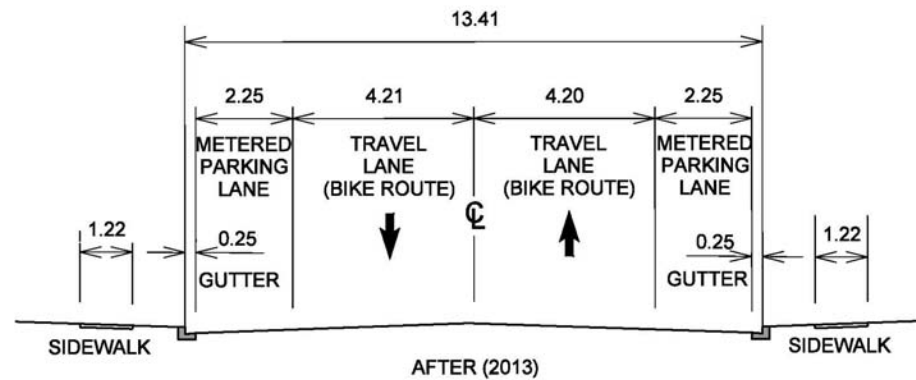 13.41
2.25 4.21 4.20 2.25
METERED
PARKING
LANE
TRAVEL
LANE
(BIKE ROUTE)
TRAVEL
LANE
(BIKE ROUTE)
METERED
PARKING
LANE
℄
1.22
0.25
GUTTER
0.25
GUTTER
1.22
SIDEWALK
SIDEWALK
AFTER (2013)